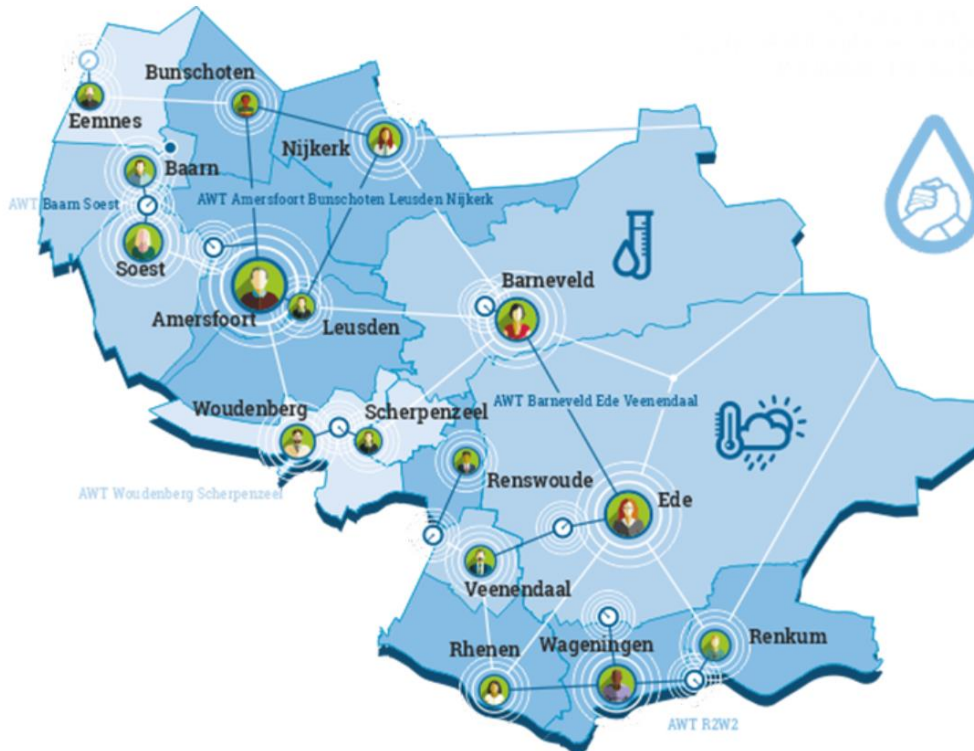 Bunschoten
Eemnes
Nijkerk
Baarn
AWT Baarn Soest
AWT Amersfoort Bunschoten Leusden Nijkerk
Soest
Barneveld
Amersfoort
Leusden
Woudenberg
Scherpenzeel
AWT Barneveld Ede Veenendaal
AWT Woudenberg Scherpenzeel
Renswoude
Ede
Veenendaal
Rhenen
Wageningen
Renkum
AWT R2W2